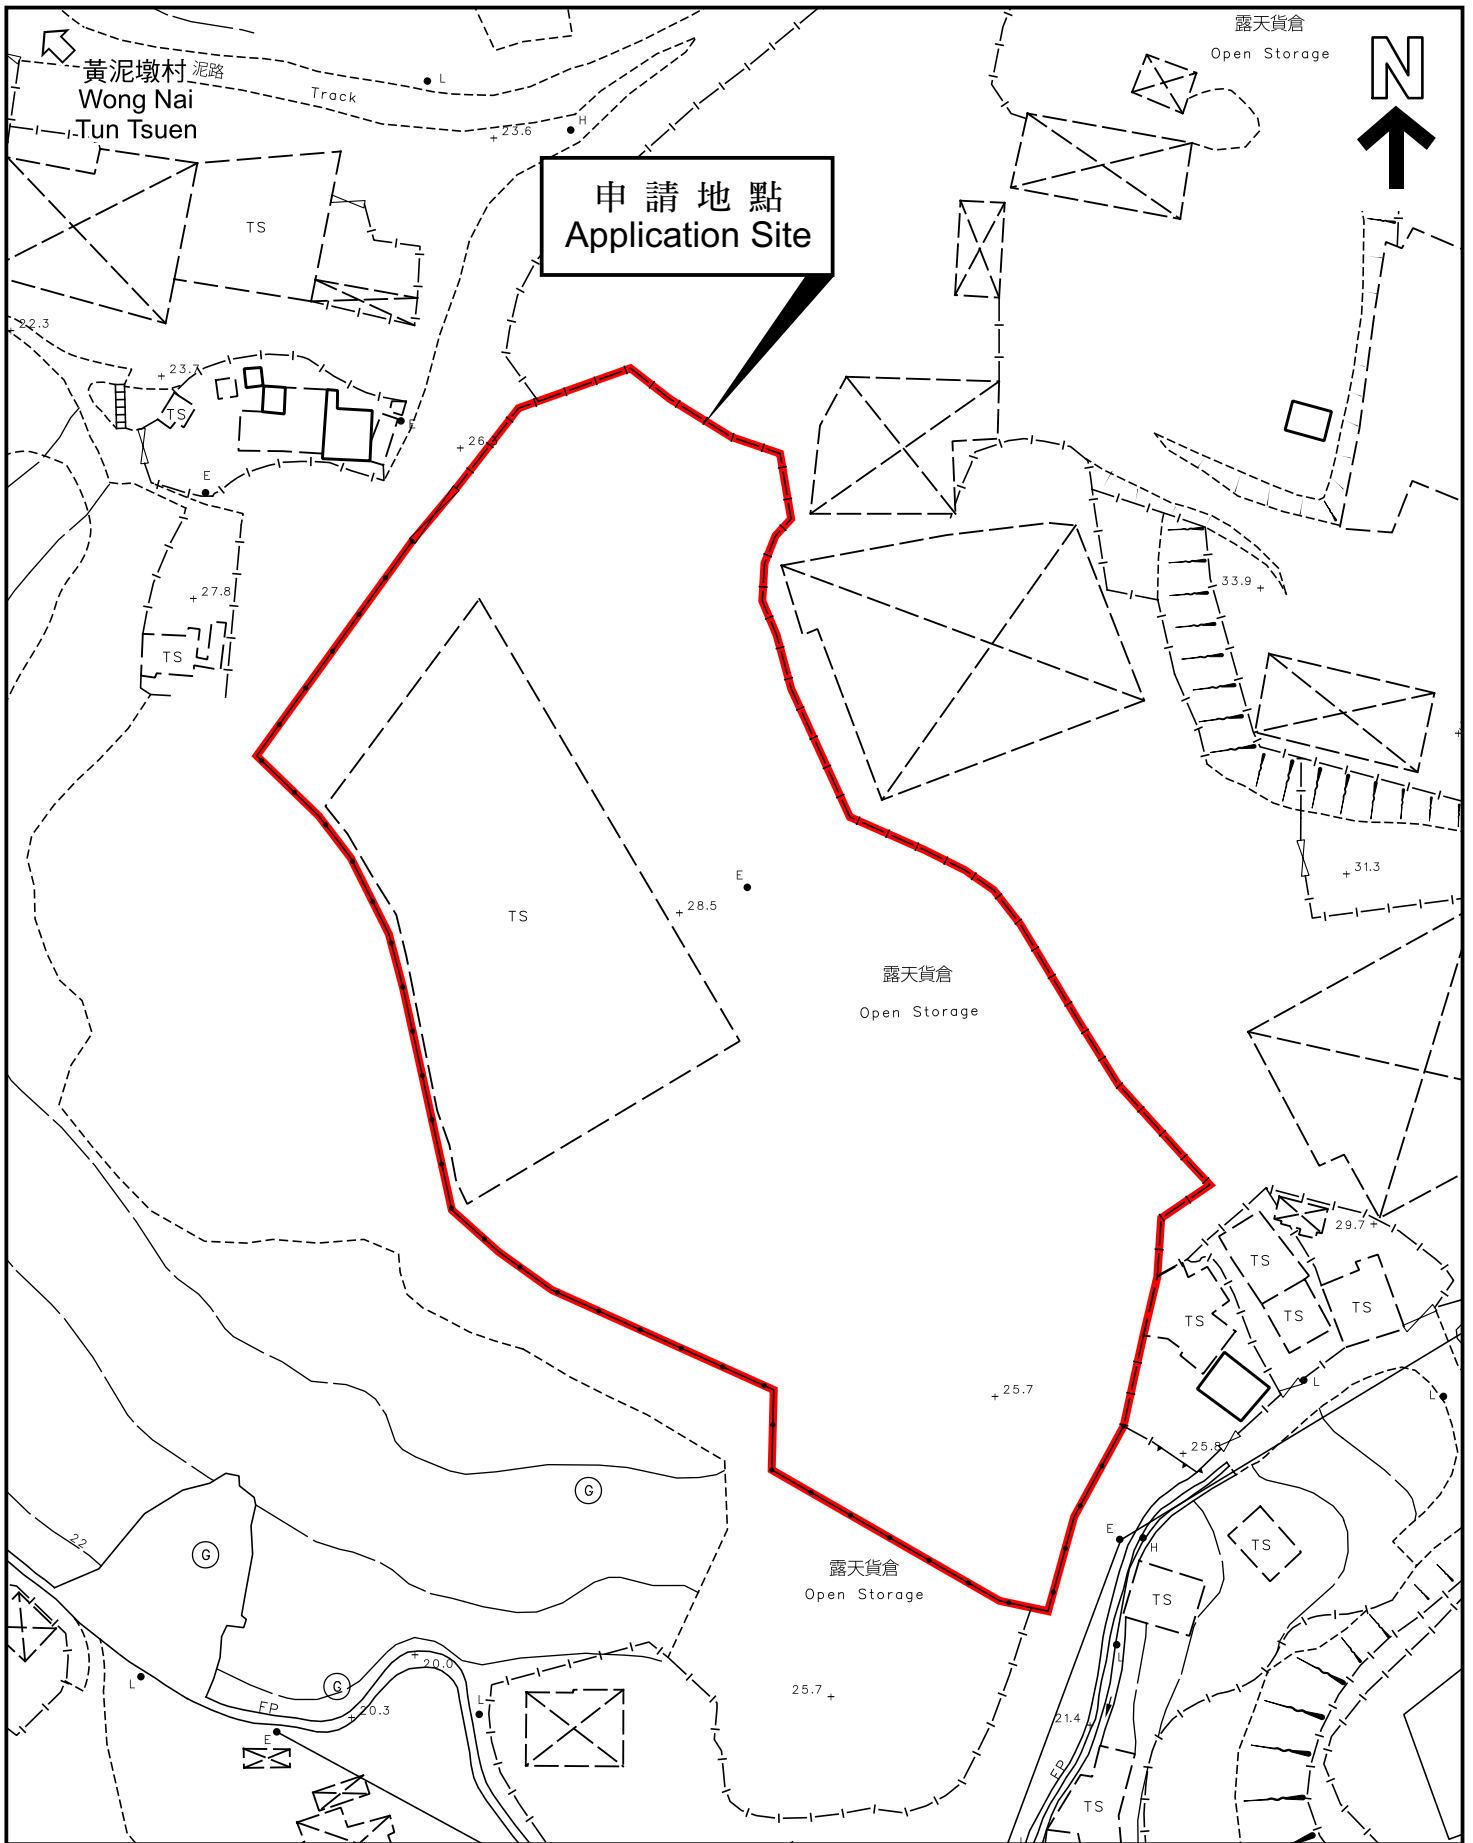 露天貨倉
Open Storage
N
黃泥墩村
Wong Nai
Tun Tsuen
泥路
Track
L
H
23.6
申請地點
Application Site
TS
22.3
23.7
TS
E
26.3
E
27.8
TS
33.9
31.3
E
28.5
TS
露天貨倉
Open Storage
29.7
TS
TS
TS
TS
L
L
25.7
25.8
G
22
G
E
H
TS
露天貨倉
Open Storage
TS
L
20.0
G
L
25.7
L
FP
20.3
21.4
E
FP
TS